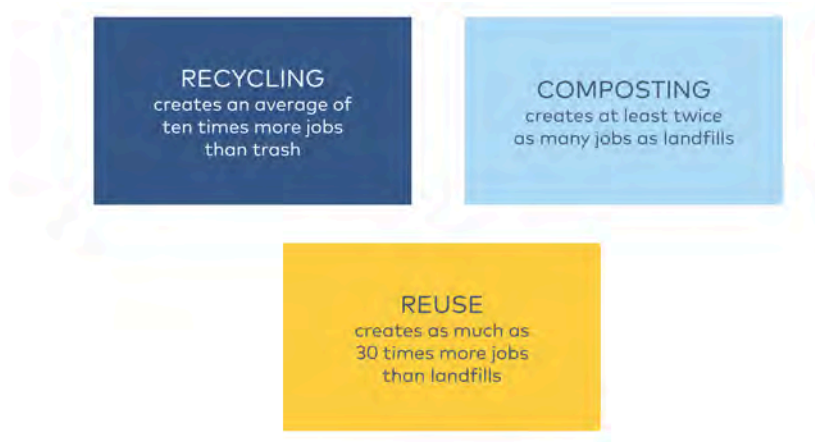 RECYCLING
creates an average of
ten times more jobs
than trash
COMPOSTING
creates at least twice
as many jobs as landfills
REUSE
creates as much as
30 times more jobs
than landfills